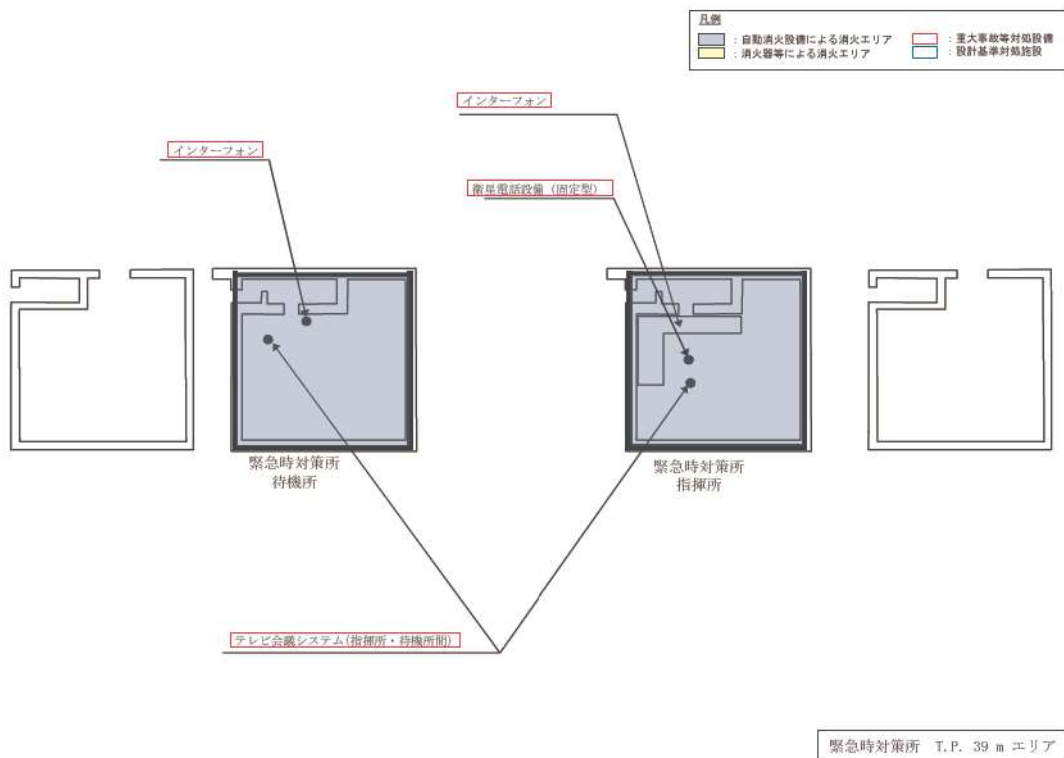 凡例
：自動消火設備による消火エリア
：重大事故等対処設備
：消火器等による消火エリア
：設計基準対処施設
インターフォン
インターフォン
衛星電話設備（固定型）
緊急時対策所
待機所
緊急時対策所
指揮所
テレビ会議システム(指揮所・待機所間)
緊急時対策所 T.P. 39 m エリア